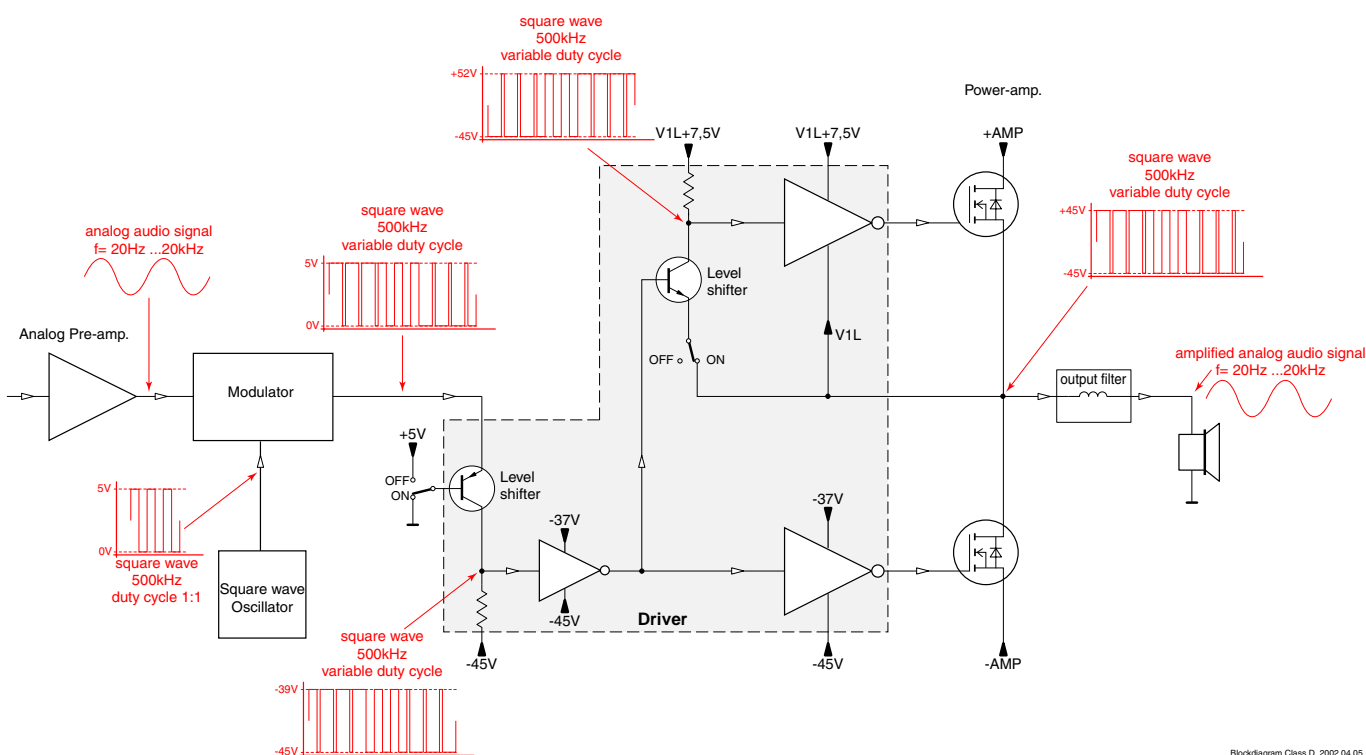 square wave
500kHz
variable duty cycle
+52V
-45V
Power-amp.
V1L+7,5V
V1L+7,5V
+AMP
square wave
500kHz
variable duty cycle
+45V
-45V
square wave
500kHz
variable duty cycle
5V
0V
analog audio signal
f= 20Hz ...20kHz
Level
shifter
V1L
OFF
ON
Analog Pre-amp.
Modulator
amplified analog audio signal
f= 20Hz ...20kHz
output filter
+5V
OFF
ON
Level
shifter
5V
0V
square wave
500kHz
duty cycle 1:1
Square wave
Oscillator
-37V
-45V
-37V
-45V
Driver
-45V
-AMP
square wave
500kHz
variable duty cycle
-39V
-45V
Blockdiagram Class D, 2002 04 05